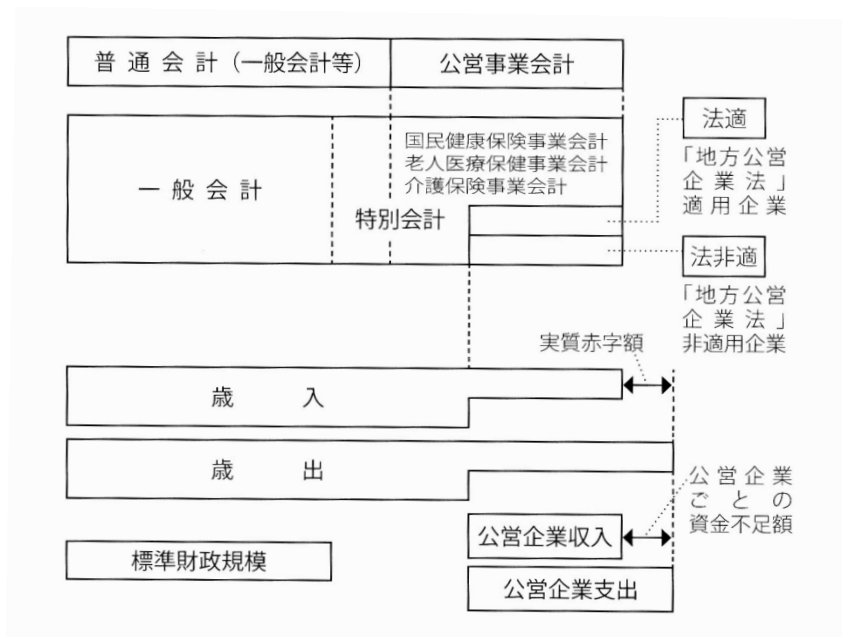 普通会計（一般会計等）
公営事業会計
一般会計
特別会計
国民健康保険事業会計
老人医療保健事業会計
介護保険事業会計
法適
「地方公営
企業法」
適用企業
法非適
「地方公営
企業法」
非適用企業
実質赤字額
歳入
歳出
公営企業
ごとの
資金不足額
公営企業収入
標準財政規模
公営企業支出